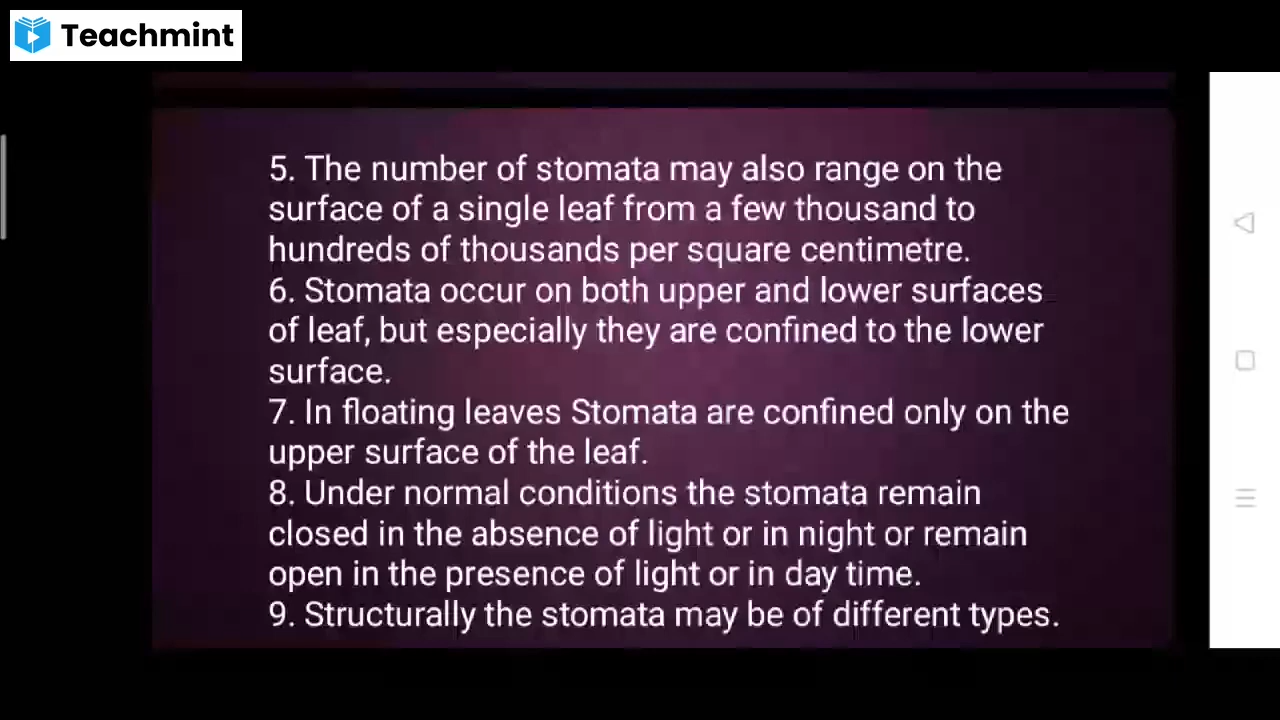 Teachmint
5. The number of stomata may also range on the
surface of a single leaf from a few thousand to
hundreds of thousands per square centimetre.
6. Stomata occur on both upper and lower surfaces
of leaf, but especially they are confined to the lower
surface.
7. In floating leaves Stomata are confined only on the
upper surface of the leaf.
8. Under normal conditions the stomata remain
closed in the absence of light or in night or remain
open in the presence of light or in day time.
9. Structurally the stomata may be of different types.